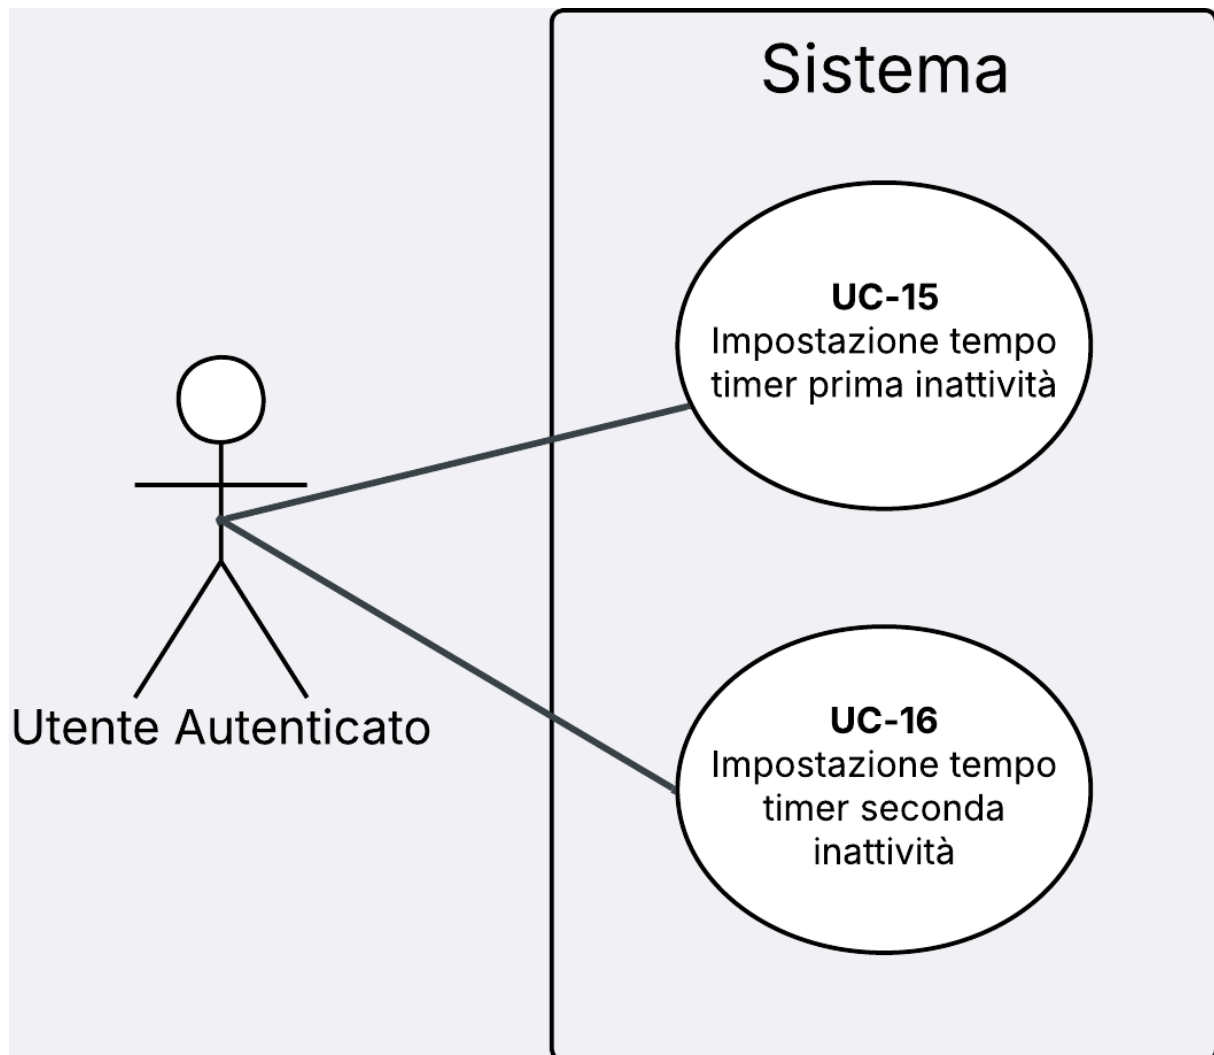 Sistema
UC-15
Impostazione tempo
timer prima inattività
Utente Autenticato
UC-16
Impostazione tempo
timer seconda
inattività